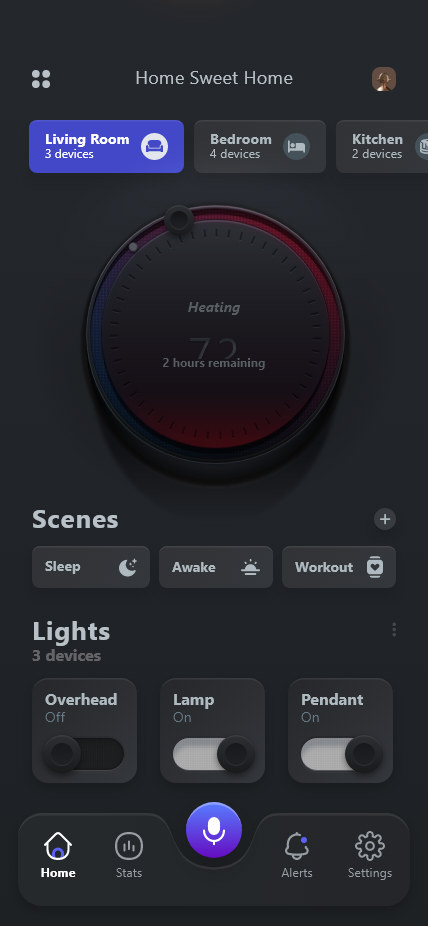 Home Sweet Home
Living Room
3 devices
Bedroom
4 devices
Kitchen
2 devices
Heating
72
2 hours remaining
Scenes
Sleep
Awake
Workout
Lights
3 devices
Overhead
Off
Lamp
On
Pendant
On
Home
Stats
Alerts
Settings